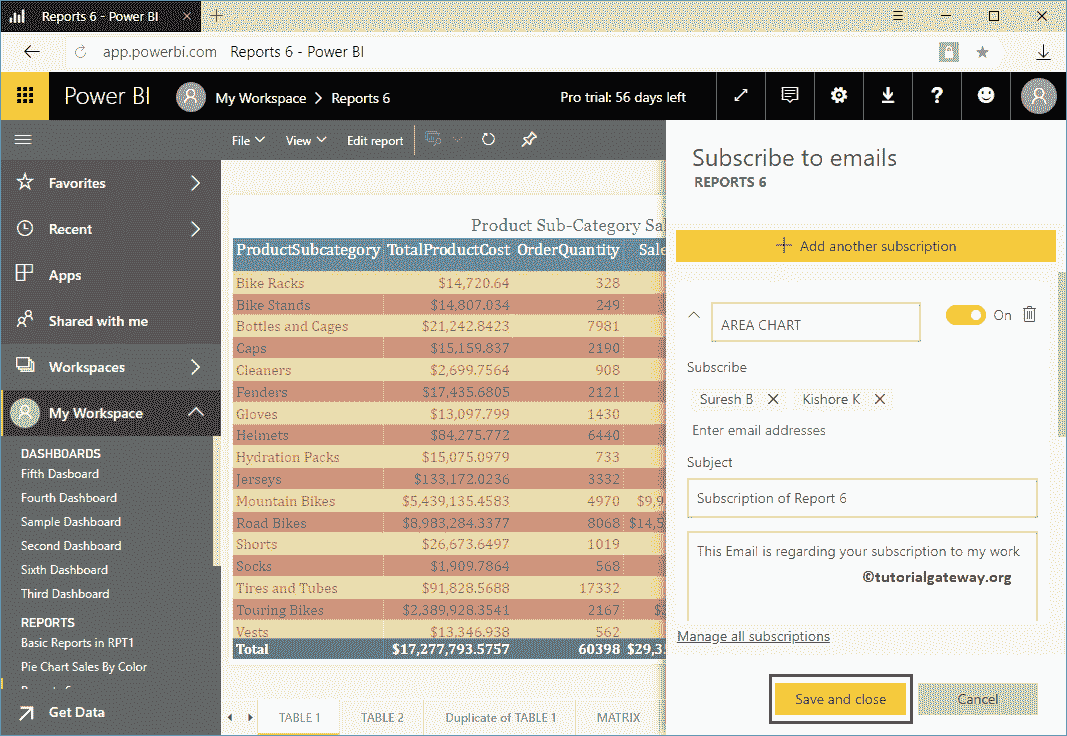 Reports 6 - Power BI
app.powerbi.com Reports 6 - Power BI
Power BI My Workspace Reports 6 Pro trial: 56 days left ?
File View Edit report
Favorites
Recent
Apps
Shared with me
Workspaces
My Workspace
DASHBOARDS
Fifth Dasboard
Fourth Dashboard
Sample Dashboard
Second Dashboard
Sixth Dashboard
Third Dashboard
REPORTS
Basic Reports in RPT1
Pie Chart Sales By Color
Get Data
Product Sub-Category Sal
ProductSubcategory TotalProductCost OrderQuantity Sale
Bike Racks $14,720.64 328
Bike Stands $14,807.034 249
Bottles and Cages $21,242.8423 7981
Caps $15,159.837 2190
Cleaners $2,699.7564 908
Fenders $17,435.6805 2121
Gloves $13,097.799 1430
Helmets $84,275.772 6440
Hydration Packs $15,075.0979 733
Jerseys $133,172.0236 3332
Mountain Bikes $5,439,135.4583 4970 $9,9
Road Bikes $8,983,284.3377 8068 $14,5
Shorts $26,673.6497 1019
Socks $1,909.7864 568
Tires and Tubes $91,828.5688 17332
Touring Bikes $2,389,928.3541 2167 $
Vests $13,346.938 562
Total $17,277,793.5757 60398 $29,3
TABLE 1 TABLE 2 Duplicate of TABLE 1 MATRIX
Subscribe to emails
REPORTS 6
Add another subscription
AREA CHART On
Subscribe
Suresh B Kishore K
Enter email addresses
Subject
Subscription of Report 6
This Email is regarding your subscription to my work
©tutorialgateway.org
Manage all subscriptions
Save and close Cancel